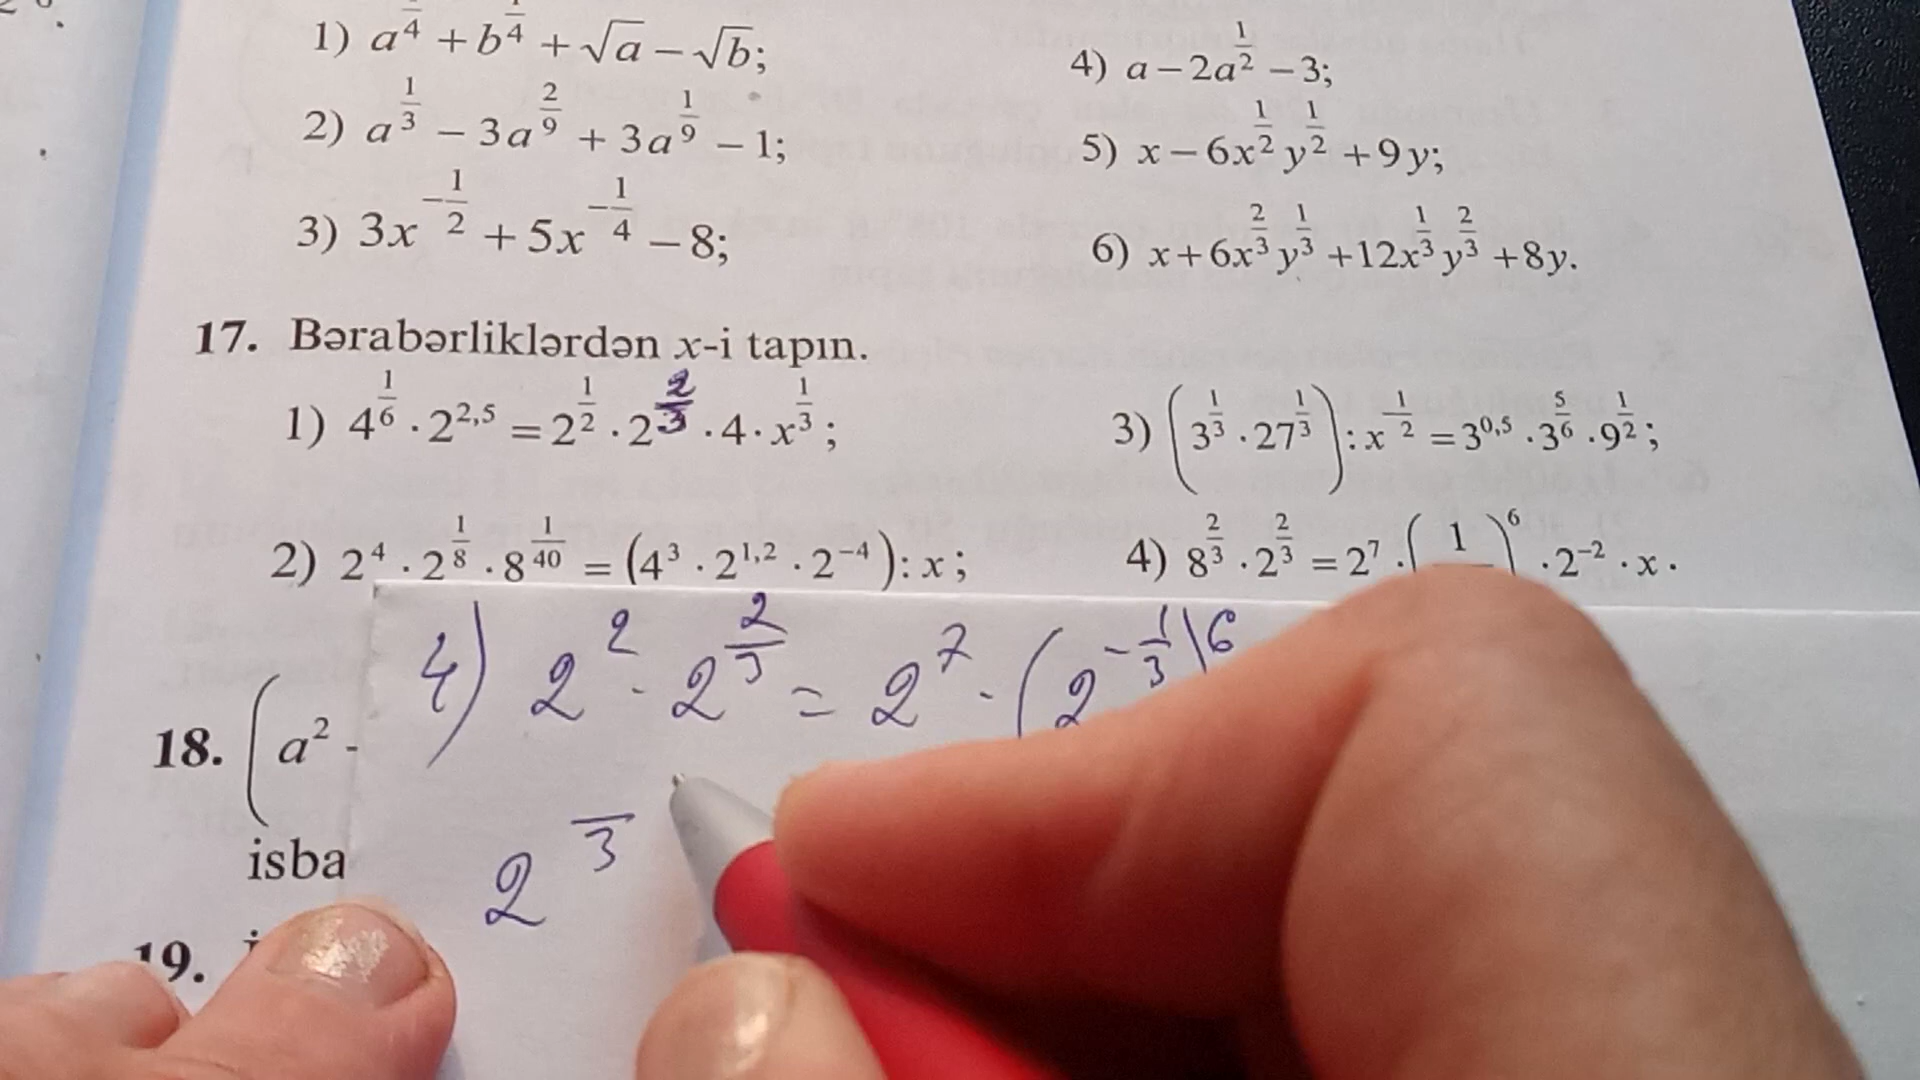 1) a^{1/4} + b^{1/4} + √a − √b;
2) a^{1/3} − 3a^{2/9} + 3a^{1/9} − 1;
3) 3x^{−1/2} + 5x^{−1/4} − 8;
4) a − 2a^{1/2} − 3;
5) x − 6x^{1/2} y^{1/2} + 9y;
6) x + 6x^{2/3} y^{1/3} + 12x^{1/3} y^{2/3} + 8y.
17. Bərabərliklərdən x-i tapın.
1) 4^{1/6} · 2^{2,5} = 2^{1/2} · 2^{2/3} · 4 · x^{1/3};
2) 2^4 · 2^{1/8} · 8^{1/40} = (4^3 · 2^{1,2} · 2^{−4}) : x;
3) (3^{1/3} · 27^{1/3}) : x^{1/2} = 3^{0,5} · 3^{5/6} · 9^{1/2};
4) 8^{2/3} · 2^{2/3} = 2^7 · (1/ )^6 · 2^{−2} · x.
4) 2^2 · 2^{2/3} = 2^7 · (2^{−1/3})^6
2^{ /3}
18. (a^2 -
isba
19.